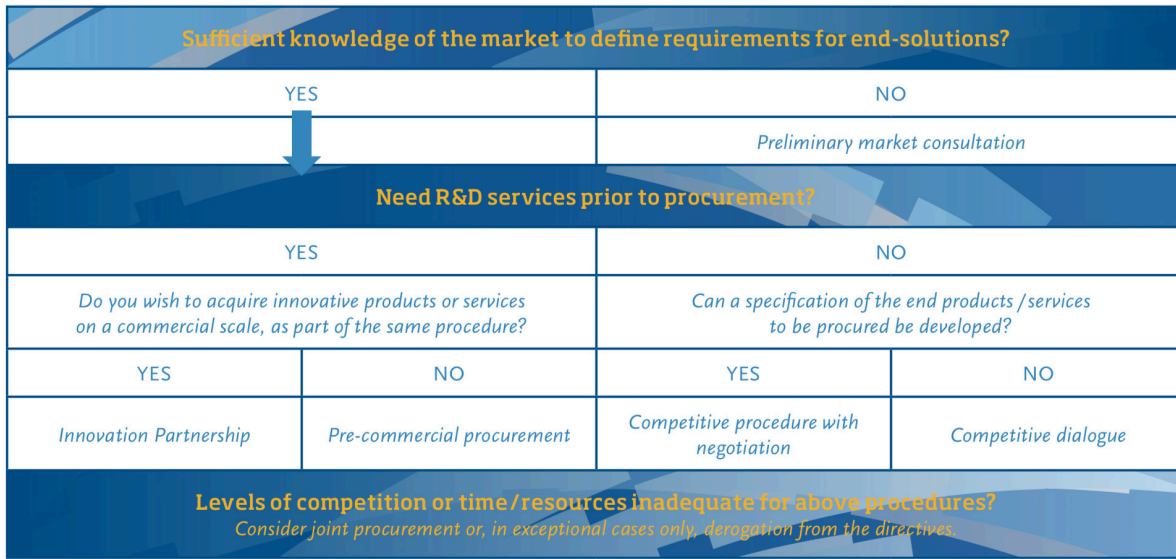 Sufficient knowledge of the market to define requirements for end-solutions?
YES
NO
Preliminary market consultation
Need R&D services prior to procurement?
YES
NO
Do you wish to acquire innovative products or services
on a commercial scale, as part of the same procedure?
Can a specification of the end products /services
to be procured be developed?
YES
NO
YES
NO
Innovation Partnership
Pre-commercial procurement
Competitive procedure with
negotiation
Competitive dialogue
Levels of competition or time/resources inadequate for above procedures?
Consider joint procurement or, in exceptional cases only, derogation from the directives.